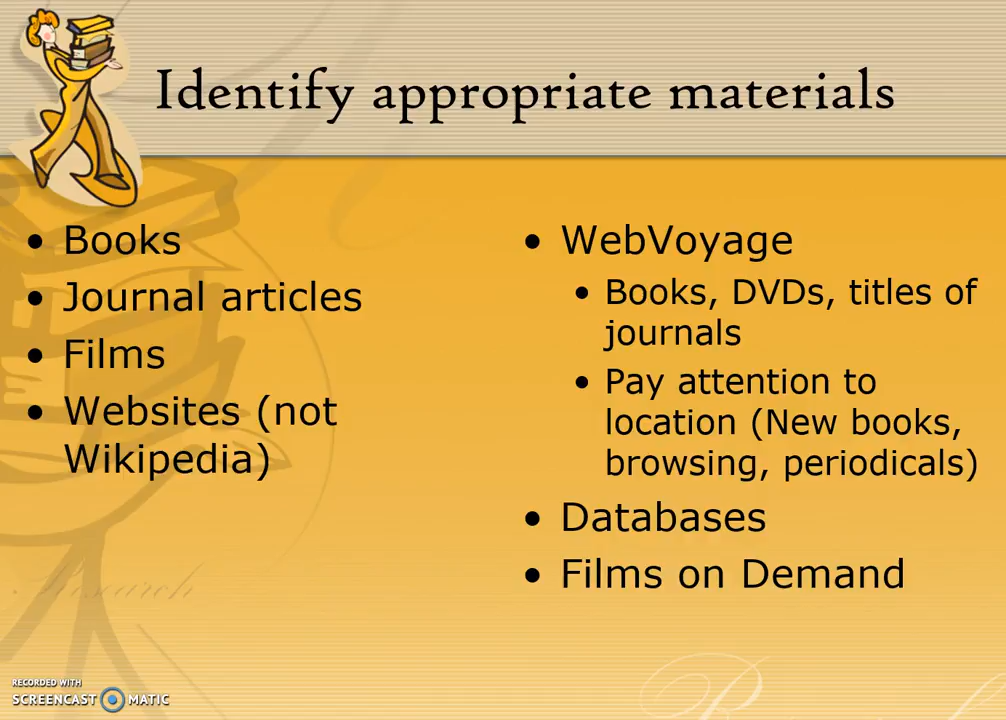 Identify appropriate materials
• Books
• Journal articles
• Films
• Websites (not
Wikipedia)
• WebVoyage
• Books, DVDs, titles of
journals
• Pay attention to
location (New books,
browsing, periodicals)
• Databases
• Films on Demand
Research
RECORDED WITH
SCREENCAST MATIC